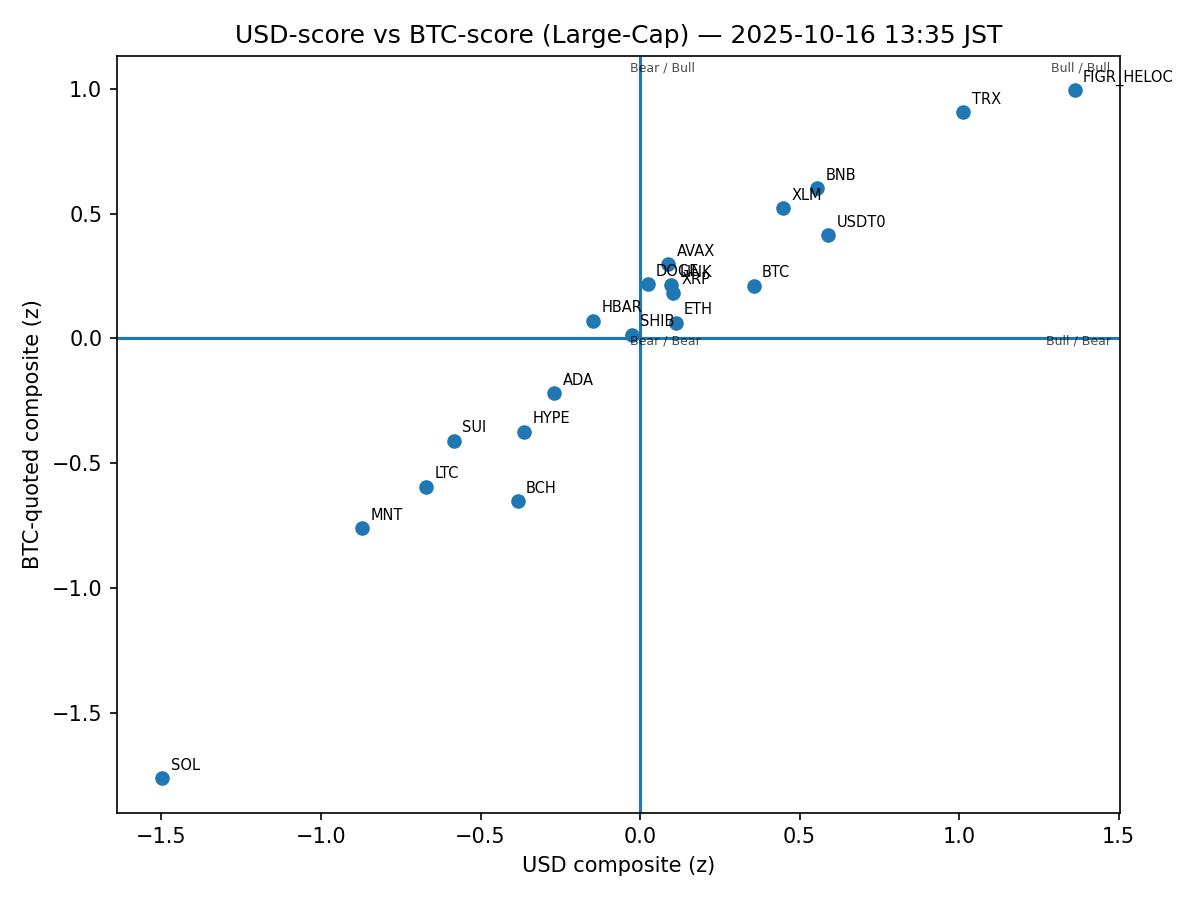 USD-score vs BTC-score (Large-Cap) — 2025-10-16 13:35 JST
Bear / Bull
Bull / Bull
FIGR_HELOC
TRX
BNB
XLM
USDT0
AVAX
DOGE
LINK
XRP
BTC
HBAR
SHIB
ETH
Bear / Bear
Bull / Bear
ADA
HYPE
SUI
LTC
BCH
MNT
SOL
1.0
0.5
0.0
−0.5
−1.0
−1.5
BTC-quoted composite (z)
−1.5
−1.0
−0.5
0.0
0.5
1.0
1.5
USD composite (z)